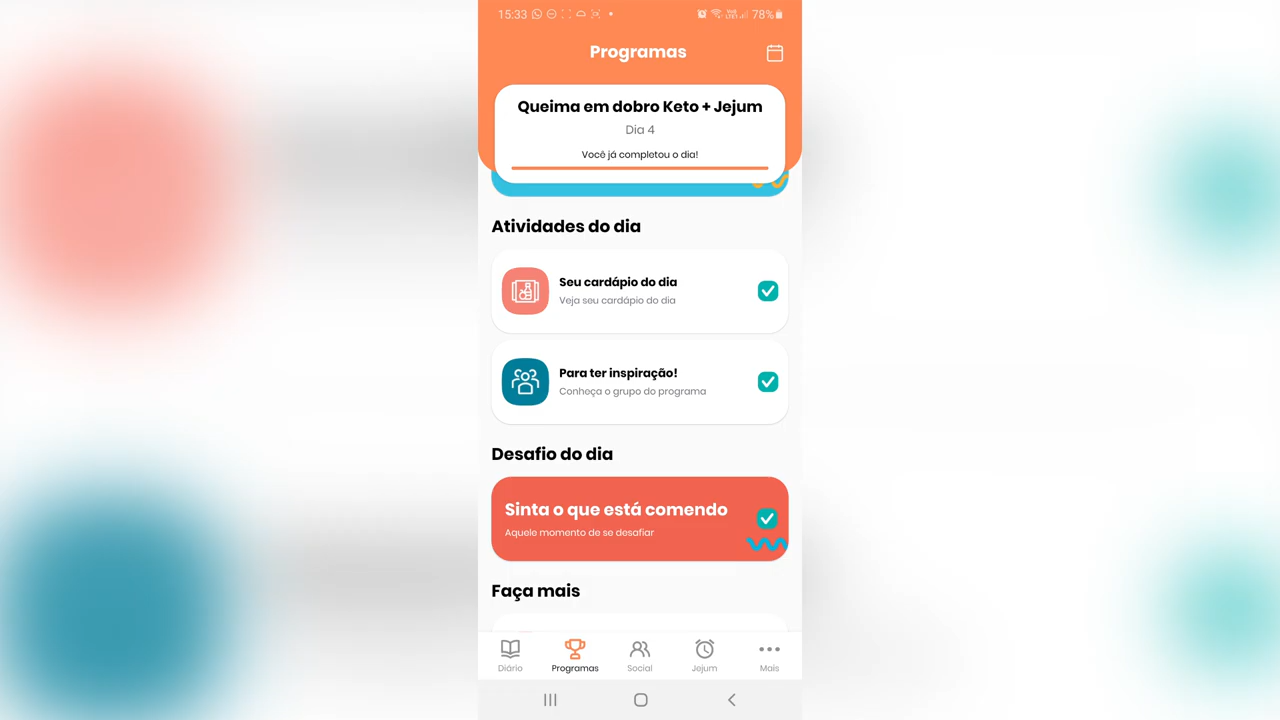 15:33
78%
Programas
Queima em dobro Keto + Jejum
Dia 4
Você já completou o dia!
Atividades do dia
Seu cardápio do dia
Veja seu cardápio do dia
Para ter inspiração!
Conheça o grupo do programa
Desafio do dia
Sinta o que está comendo
Aquele momento de se desafiar
Faça mais
Diário
Programas
Social
Jejum
Mais